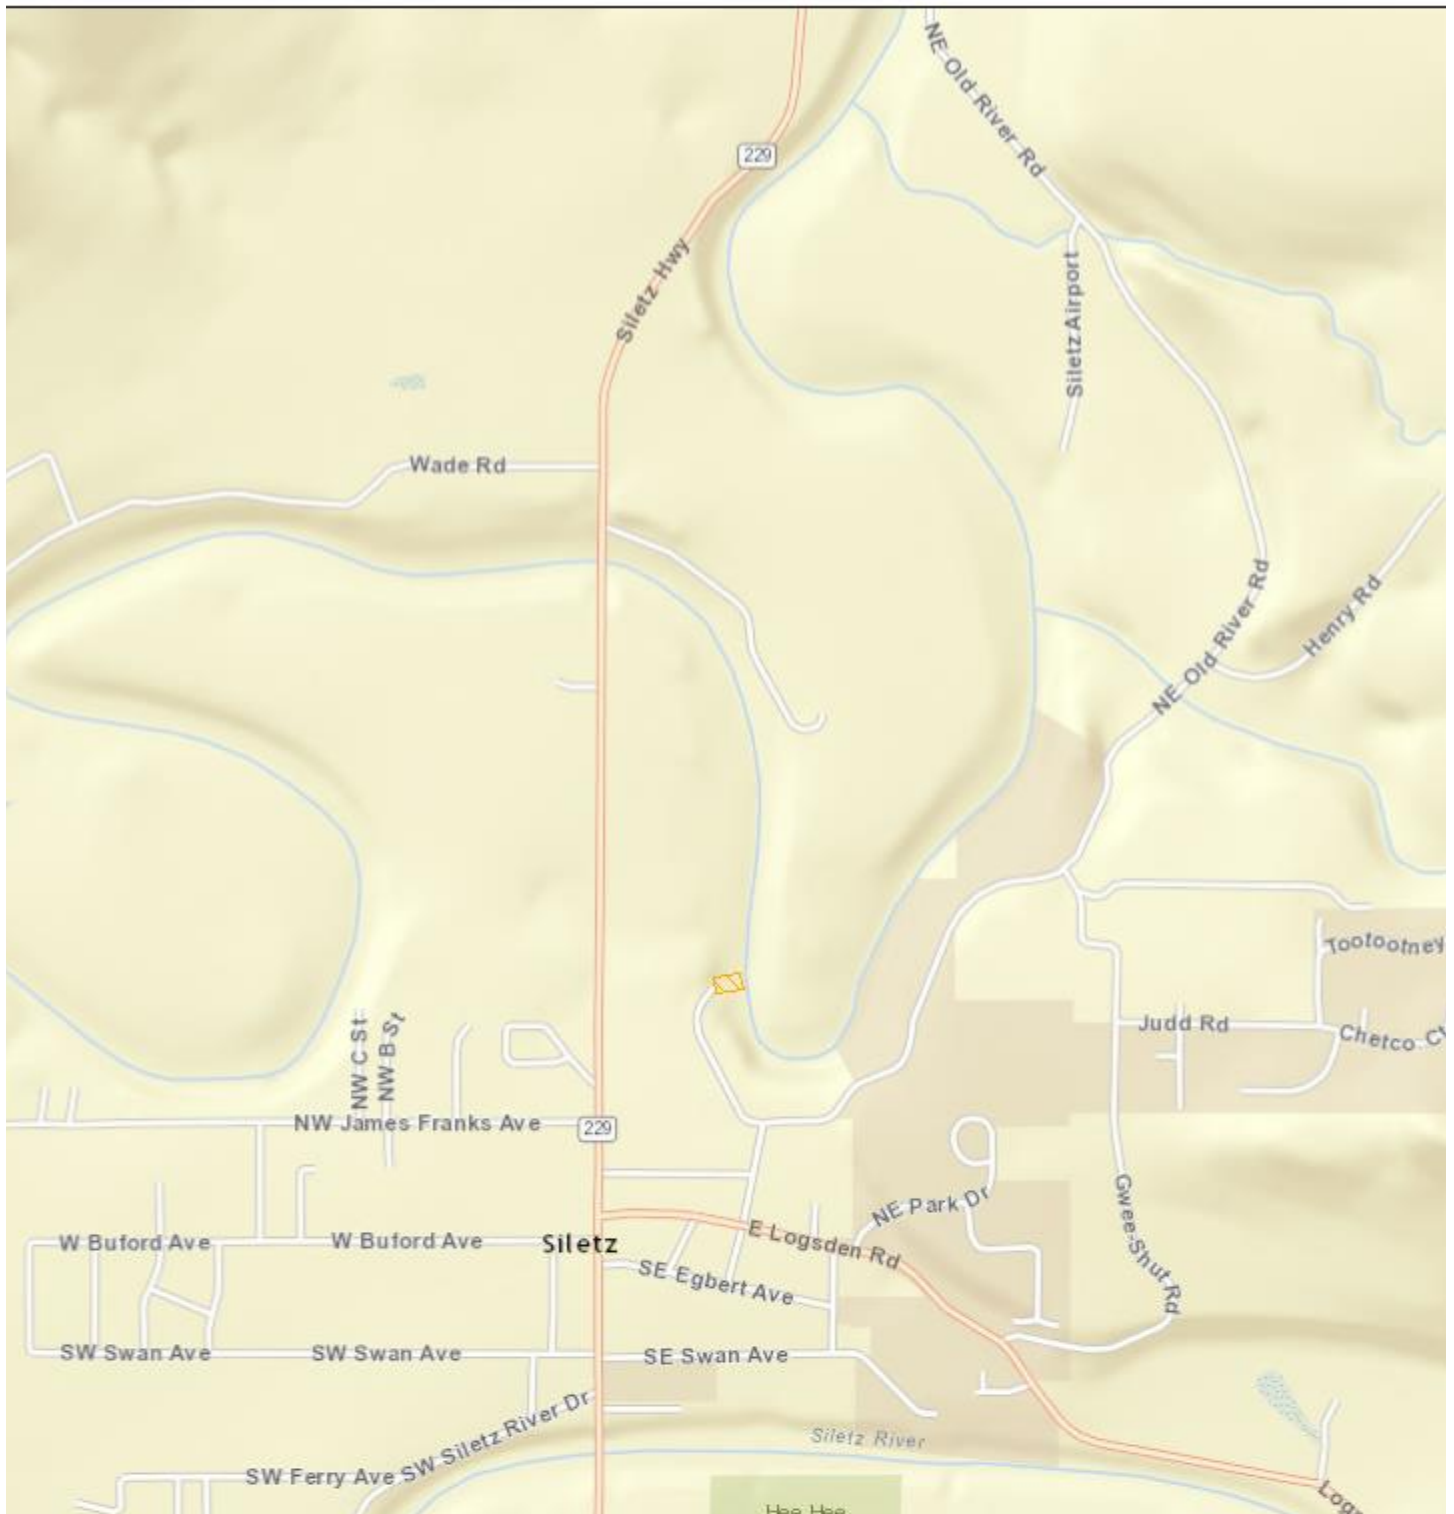 NE Old River Rd
229
Siletz Hwy
Siletz Airport
Wade Rd
NE Old River Rd
Henry Rd
Tootootney
NW C St
NW B St
Judd Rd
Chetco
NW James Franks Ave
229
Gwee-Shut Rd
NE Park Dr
W Buford Ave
W Buford Ave
Siletz
E Logsden Rd
SE Egbert Ave
SW Swan Ave
SW Swan Ave
SE Swan Ave
SW Siletz River Dr
Siletz River
SW Ferry Ave
Hee Hee